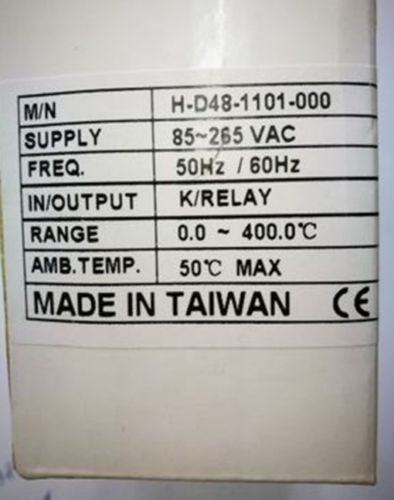 M/N H-D48-1101-000
SUPPLY 85~265 VAC
FREQ. 50Hz / 60Hz
IN/OUTPUT K/RELAY
RANGE 0.0 ~ 400.0℃
AMB.TEMP. 50℃ MAX
MADE IN TAIWAN CE